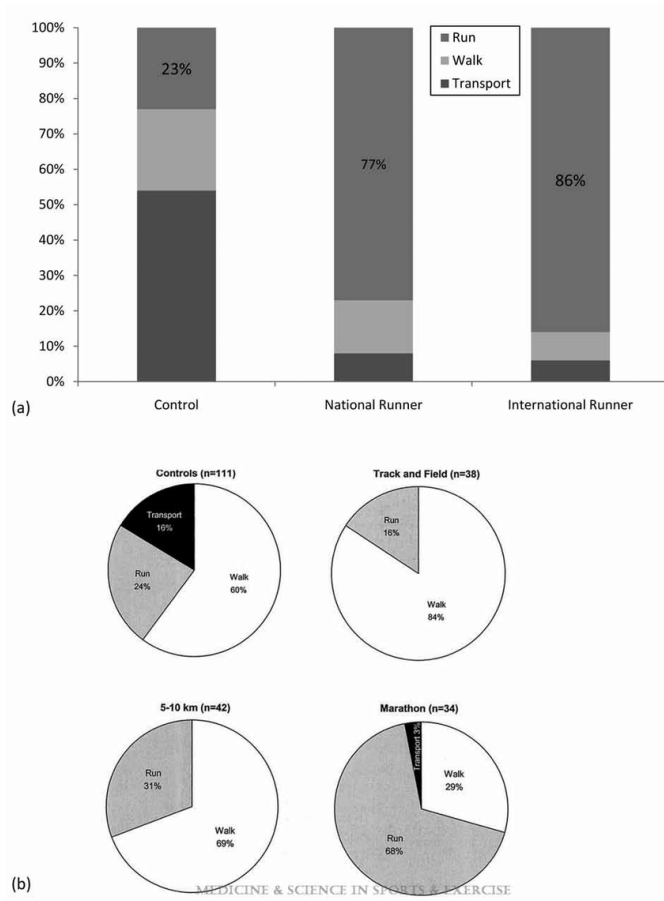 100%
90%
80%
70%
60%
50%
40%
30%
20%
10%
0%
23%
77%
86%
Run
Walk
Transport
Control
National Runner
International Runner
(a)
Controls (n=111)
Transport
16%
Run
24%
Walk
60%
Track and Field (n=38)
Run
16%
Walk
84%
5-10 km (n=42)
Run
31%
Walk
69%
Marathon (n=34)
Transport 3%
Walk
29%
Run
68%
(b)
MEDICINE & SCIENCE IN SPORTS & EXERCISE